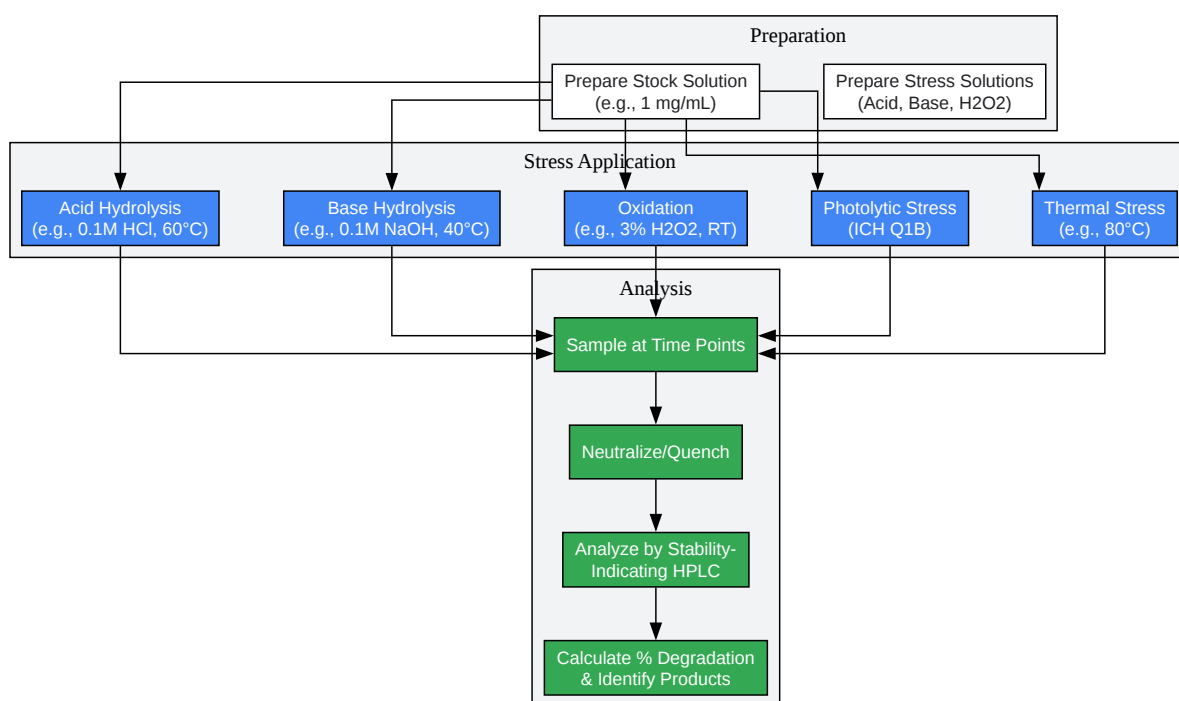 Preparation
Prepare Stock Solution
(e.g., 1 mg/mL)
Prepare Stress Solutions
(Acid, Base, H2O2)
Stress Application
Acid Hydrolysis
(e.g., 0.1M HCl, 60°C)
Base Hydrolysis
(e.g., 0.1M NaOH, 40°C)
Oxidation
(e.g., 3% H2O2, RT)
Photolytic Stress
(ICH Q1B)
Thermal Stress
(e.g., 80°C)
Analysis
Sample at Time Points
Neutralize/Quench
Analyze by Stability-
Indicating HPLC
Calculate % Degradation
& Identify Products